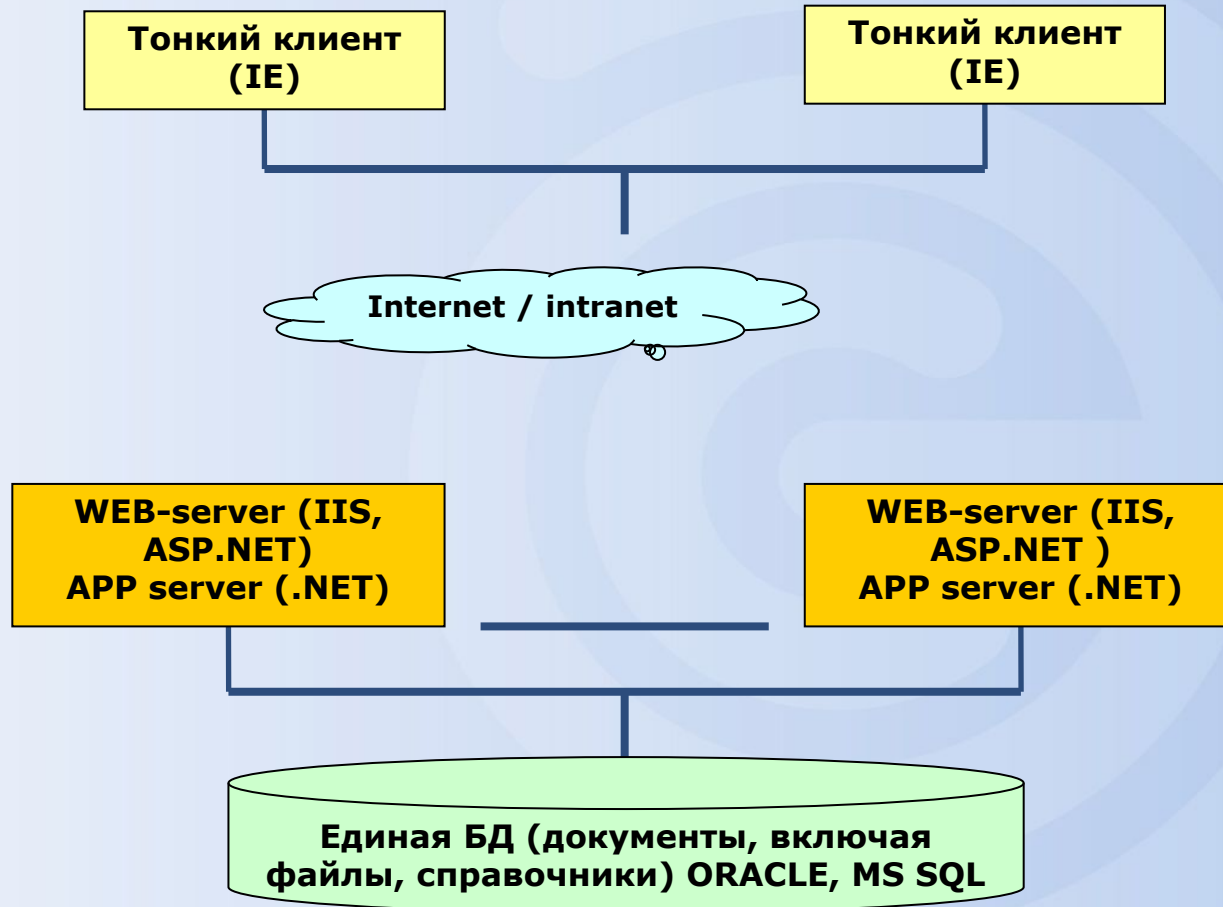 Тонкий клиент
(IE)
Тонкий клиент
(IE)
Internet / intranet
WEB-server (IIS,
ASP.NET)
APP server (.NET)
WEB-server (IIS,
ASP.NET )
APP server (.NET)
Единая БД (документы, включая
файлы, справочники) ORACLE, MS SQL